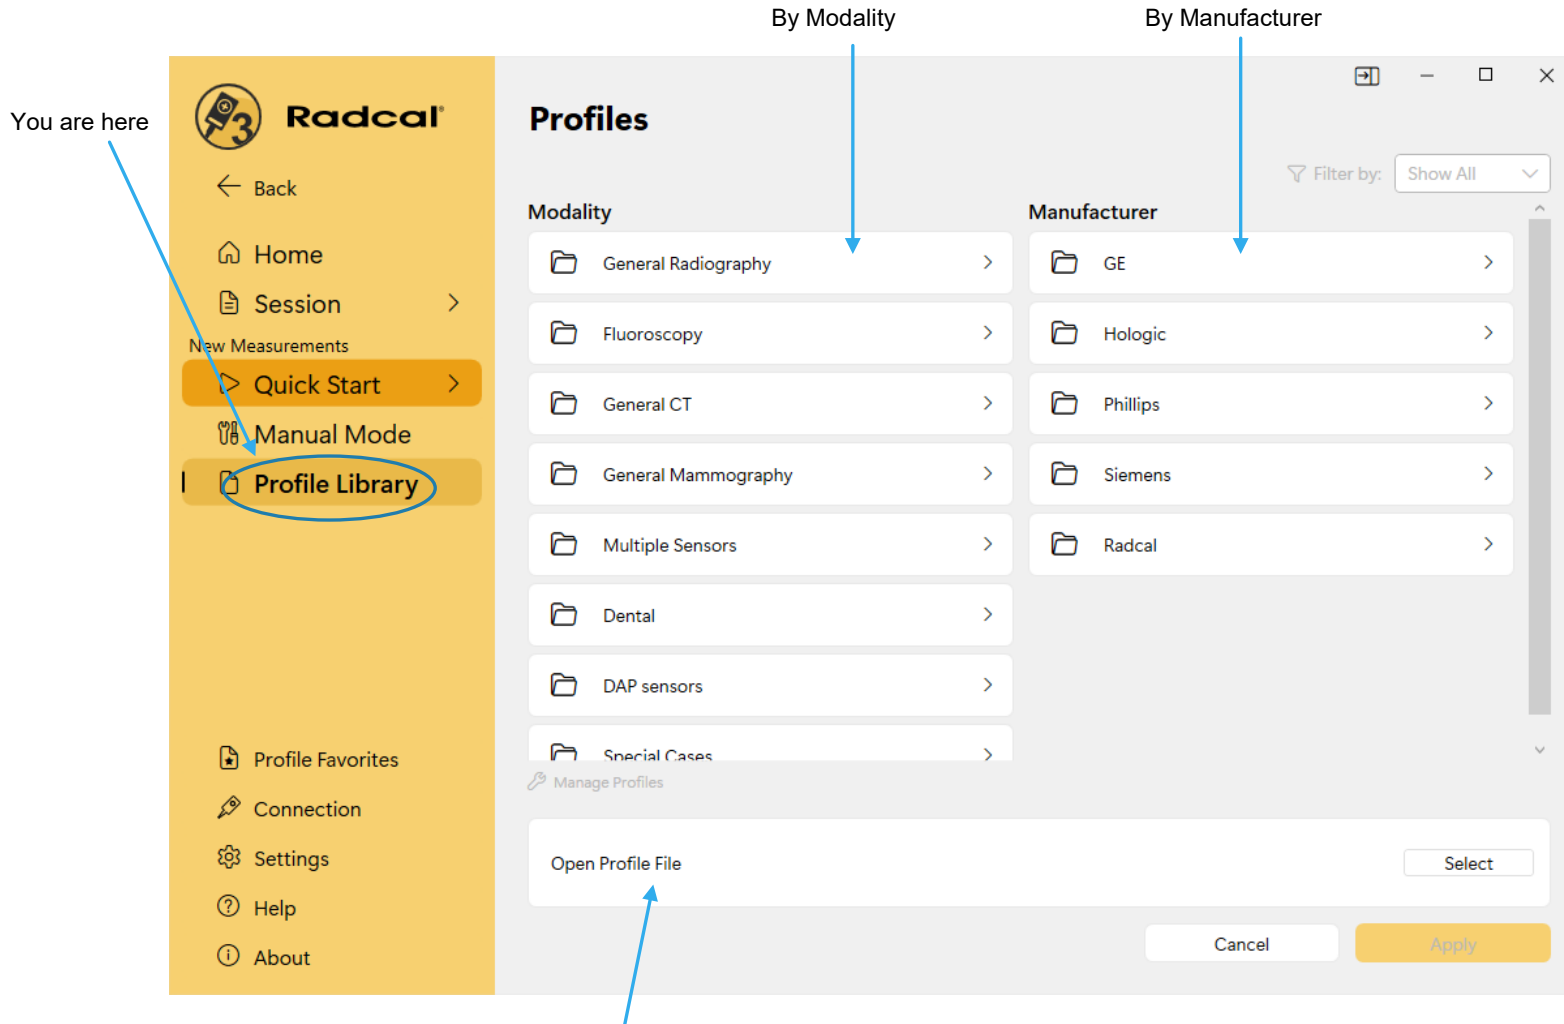 By Modality
By Manufacturer
You are here
3
Radcal®
Back
Home
Session
New Measurements
Quick Start
Manual Mode
Profile Library
Profile Favorites
Connection
Settings
Help
About
Profiles
Filter by:
Show All
Modality
General Radiography
Fluoroscopy
General CT
General Mammography
Multiple Sensors
Dental
DAP sensors
Special Cases
Manufacturer
GE
Hologic
Phillips
Siemens
Radcal
Manage Profiles
Open Profile File
Select
Cancel
Apply